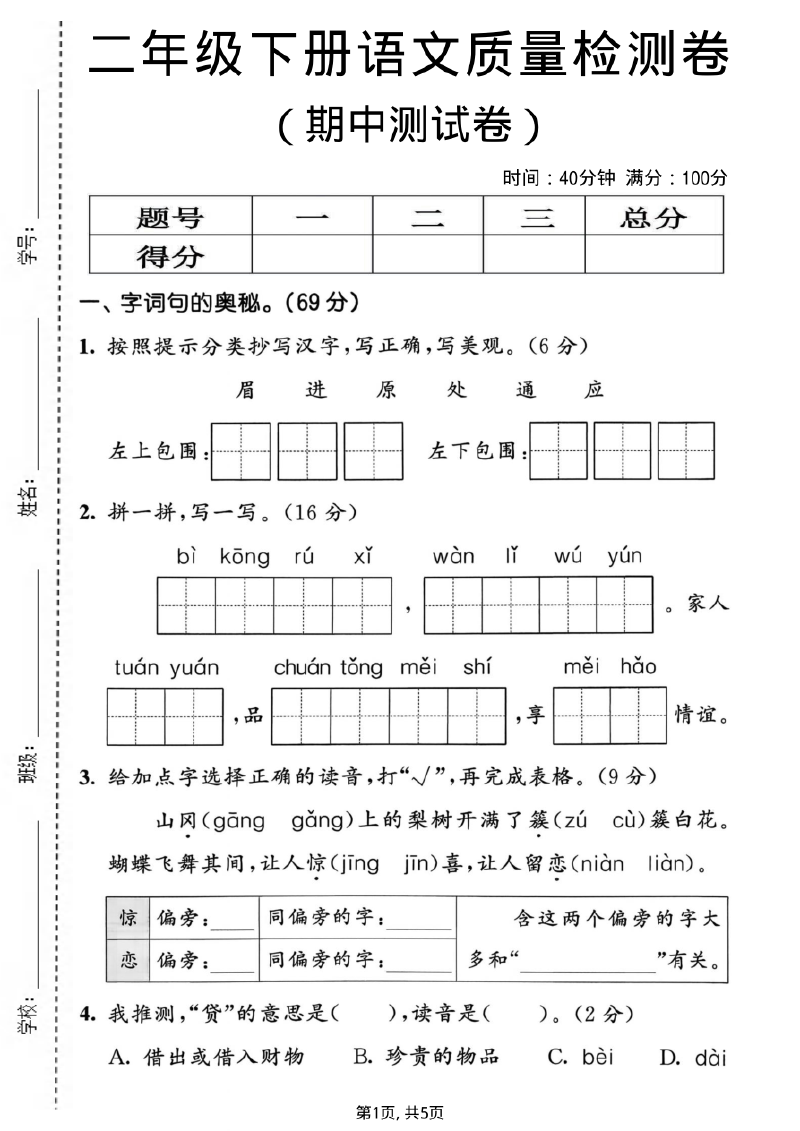 二年级下册语文质量检测卷
（期中测试卷）
时间：40分钟 满分：100分
题号 一 二 三 总分
得分
一、字词句的奥秘。（69分）
1. 按照提示分类抄写汉字，写正确，写美观。（6分）
眉 进 原 处 通 应
左上包围： 左下包围：
2. 拼一拼，写一写。（16分）
bì kōng rú xǐ wàn lǐ wú yún
， 。家人
tuán yuán chuán tǒng měi shí měi hǎo
，品 ，享 情谊。
3. 给加点字选择正确的读音，打“√”，再完成表格。（9分）
山冈（gāng gǎng）上的梨树开满了簇（zú cù）簇白花。
蝴蝶飞舞其间，让人惊（jīng jīn）喜，让人留恋（niàn liàn）。
惊 偏旁：____ 同偏旁的字：______ 含这两个偏旁的字大
恋 偏旁：____ 同偏旁的字：______ 多和“____________”有关。
4. 我推测，“贷”的意思是（ ），读音是（ ）。（2分）
A. 借出或借入财物 B. 珍贵的物品 C. bèi D. dài
学号：
姓名：
班级：
学校：
第1页，共5页